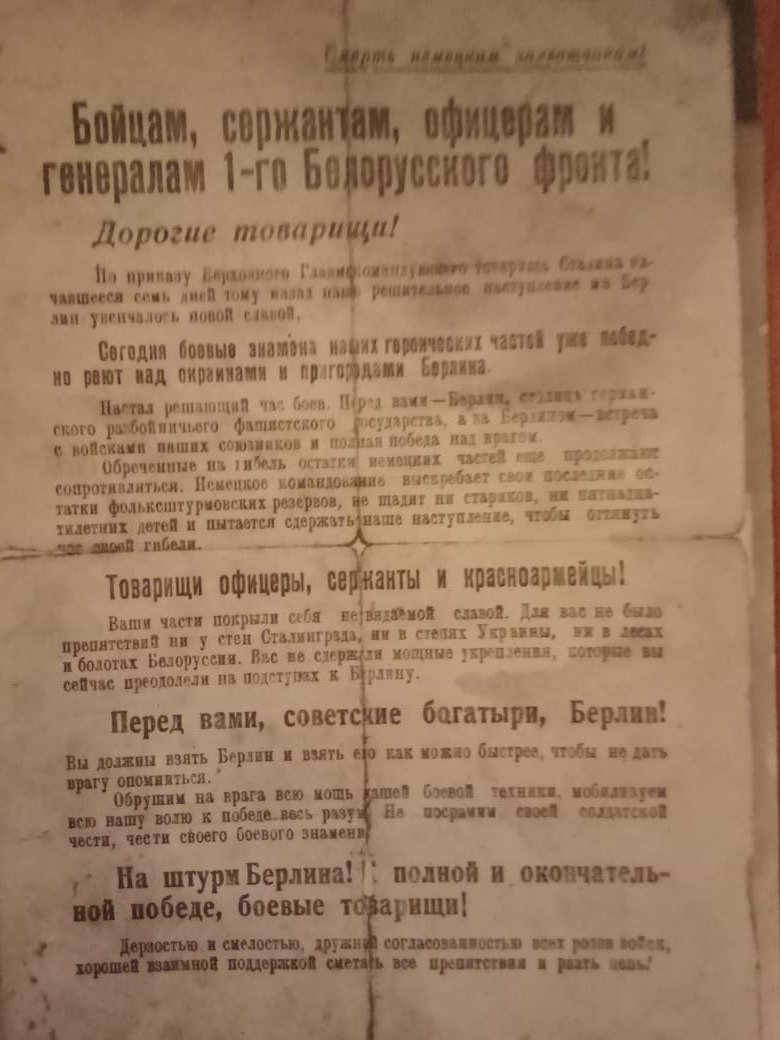 Смерть немецким захватчикам!
Бойцам, сержантам, офицерам и
генералам 1-го Белорусского фронта!
Дорогие товарищи!
По приказу Верховного Главнокомандующего товарища Сталина на-
чавшееся семь дней тому назад наше решительное наступление на Бер-
лин увенчалось новой славой.
Сегодня боевые знамена наших героических частей уже побед-
но реют над окраинами и пригородами Берлина.
Настал решающий час боев. Перед вами—Берлин, столица герман-
ского разбойничьего фашистского государства, а за Берлином—встреча
с войсками наших союзников и полная победа над врагом.
Обреченные на гибель остатки немецких частей еще продолжают
сопротивляться. Немецкое командование выскребает свои последние ос-
татки фольксштурмовских резервов, не щадит ни стариков, ни пятнадца-
тилетних детей и пытается сдержать наше наступление, чтобы оттянуть
час своей гибели.
Товарищи офицеры, сержанты и красноармейцы!
Ваши части покрыли себя неувядаемой славой. Для вас не было
препятствий ни у стен Сталинграда, ни в степях Украины, ни в лесах
и болотах Белоруссии. Вас не сдержали мощные укрепления, которые вы
сейчас преодолели на подступах к Берлину.
Перед вами, советские богатыри, Берлин!
Вы должны взять Берлин и взять его как можно быстрее, чтобы не дать
врагу опомниться.
Обрушим на врага всю мощь нашей боевой техники, мобилизуем
всю нашу волю к победе, весь разум. Не посрамим своей солдатской
чести, чести своего боевого знамени
На штурм Берлина! К полной и окончатель-
ной победе, боевые товарищи!
Дерзостью и смелостью, дружной согласованностью всех родов войск,
хорошей взаимной поддержкой сметать все препятствия и рвать цепь!